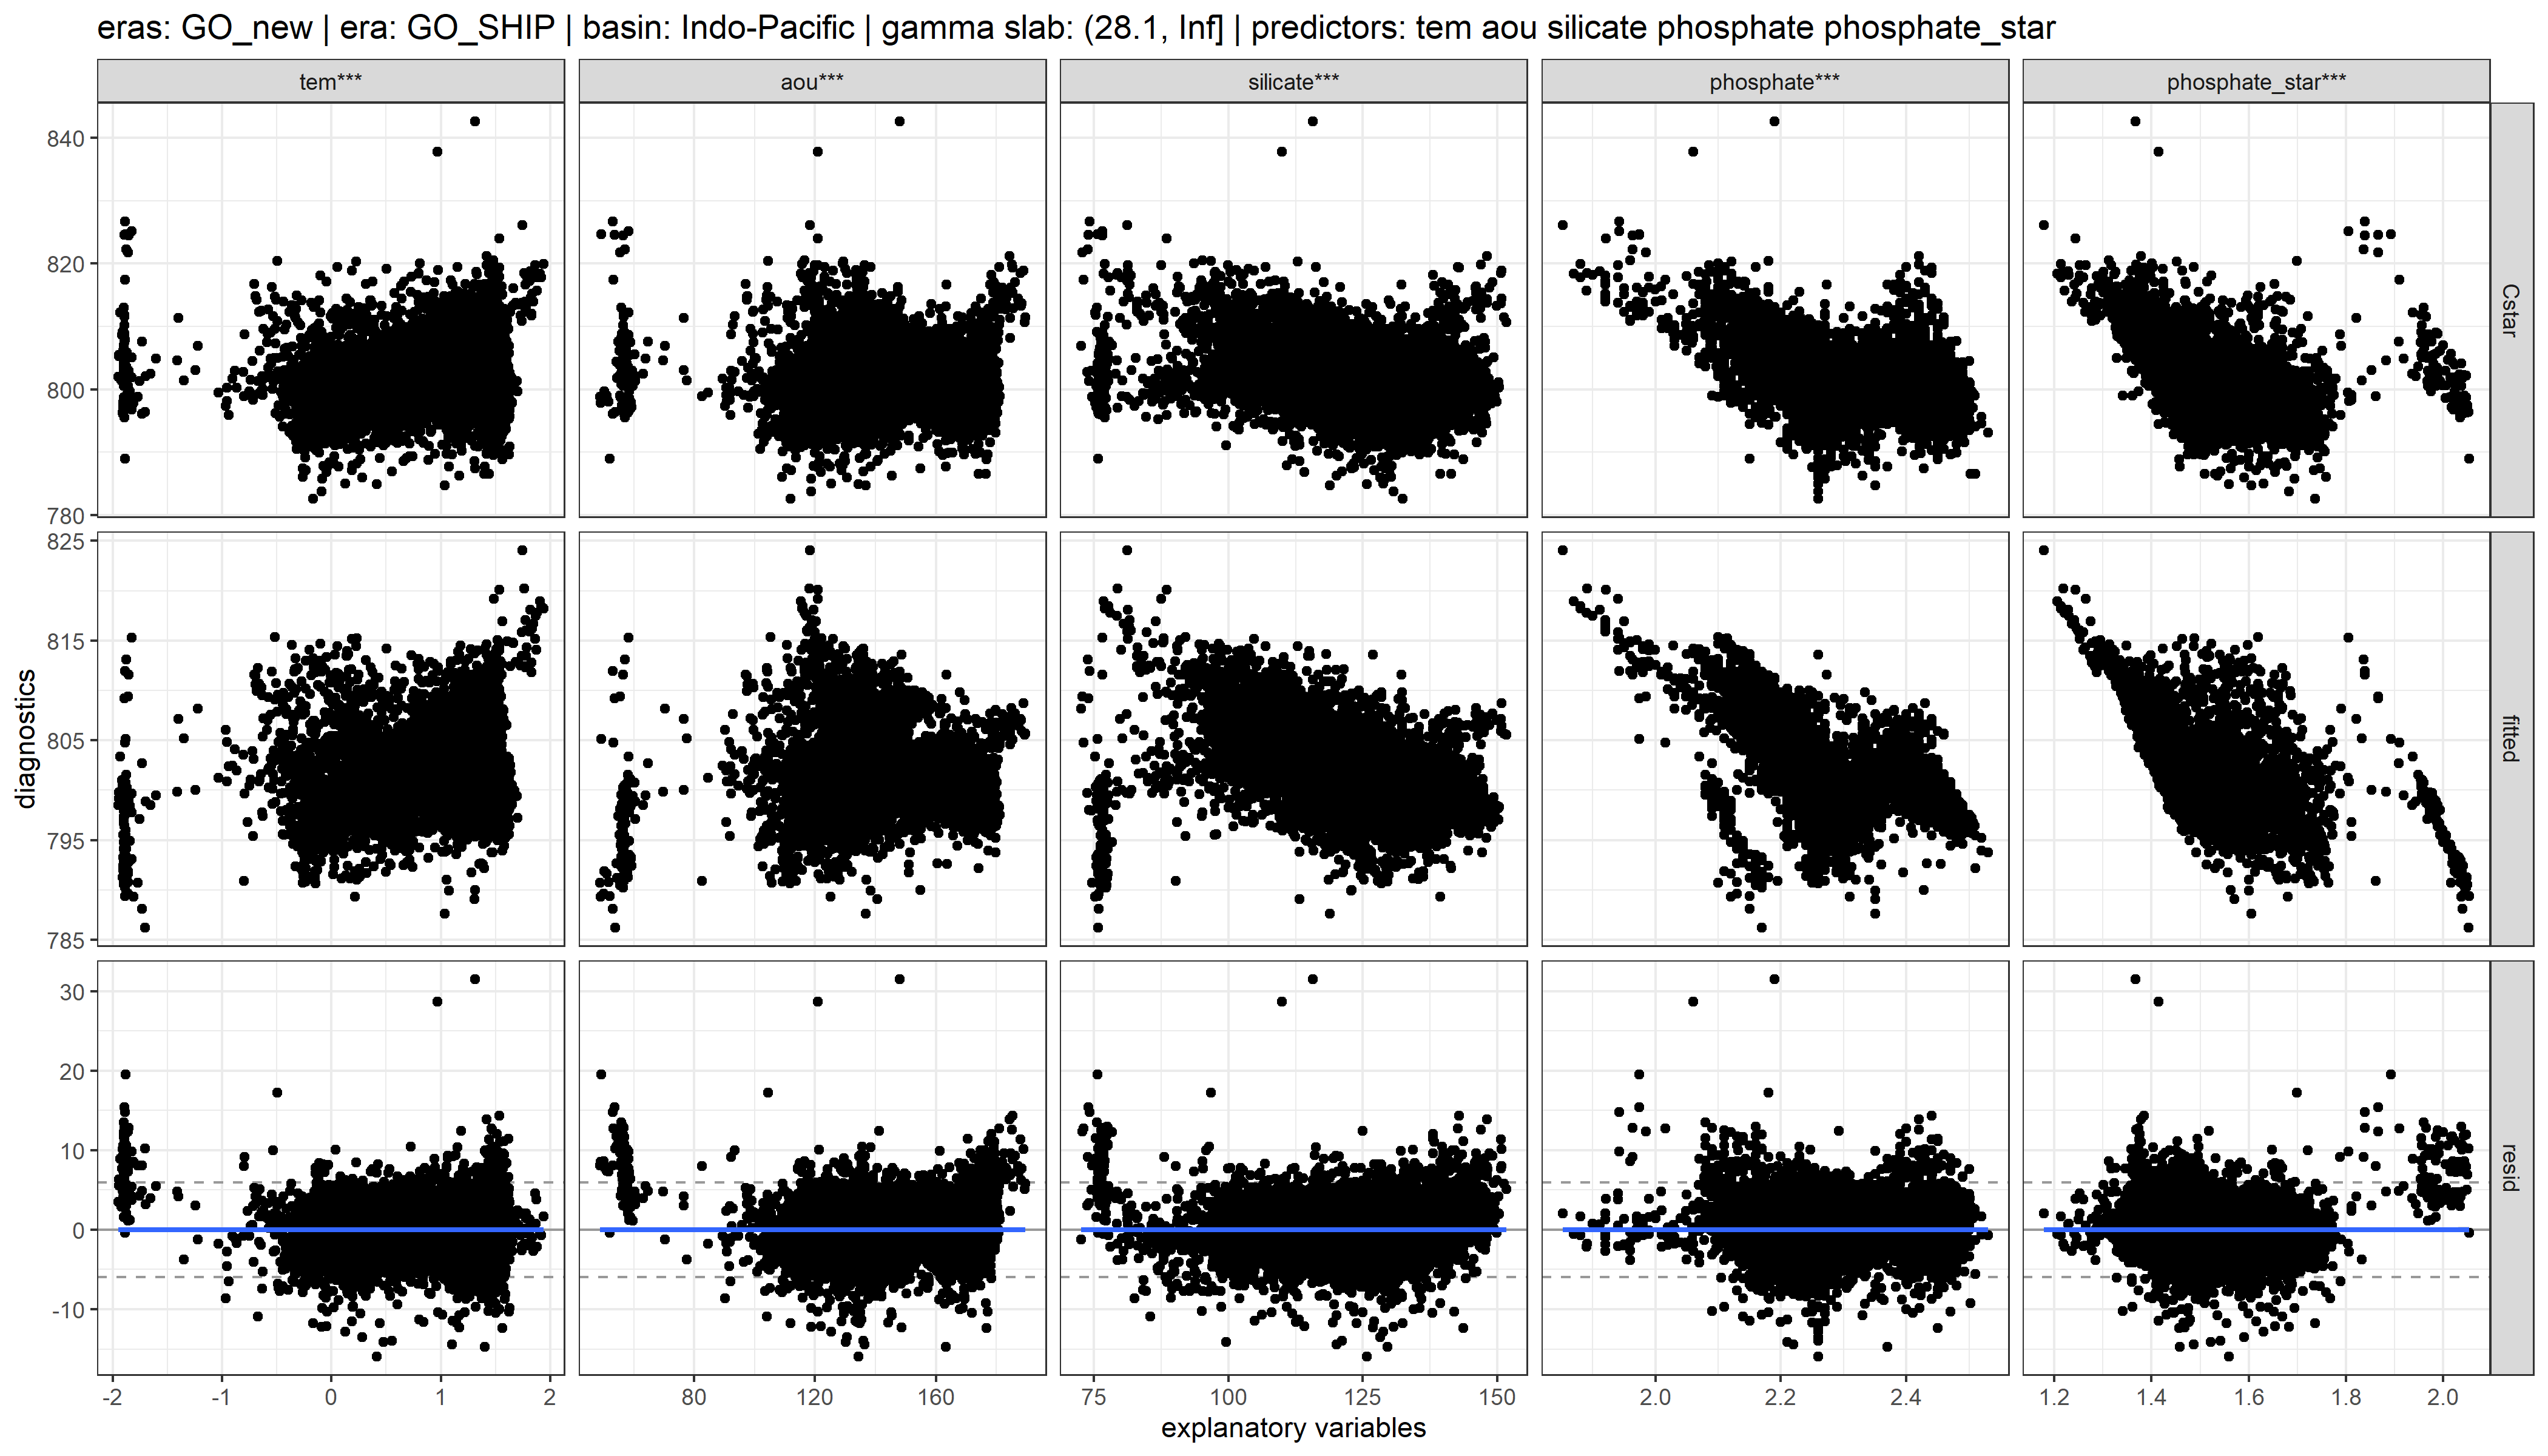 eras: GO_new | era: GO_SHIP | basin: Indo-Pacific | gamma slab: (28.1, Inf] | predictors: tem aou silicate phosphate phosphate_star
tem*** aou*** silicate*** phosphate*** phosphate_star***
840
820
800
780
Cstar
825
815
805
795
785
fitted
diagnostics
30
20
10
0
-10
resid
-2 -1 0 1 2 80 120 160 75 100 125 150 2.0 2.2 2.4 1.2 1.4 1.6 1.8 2.0
explanatory variables